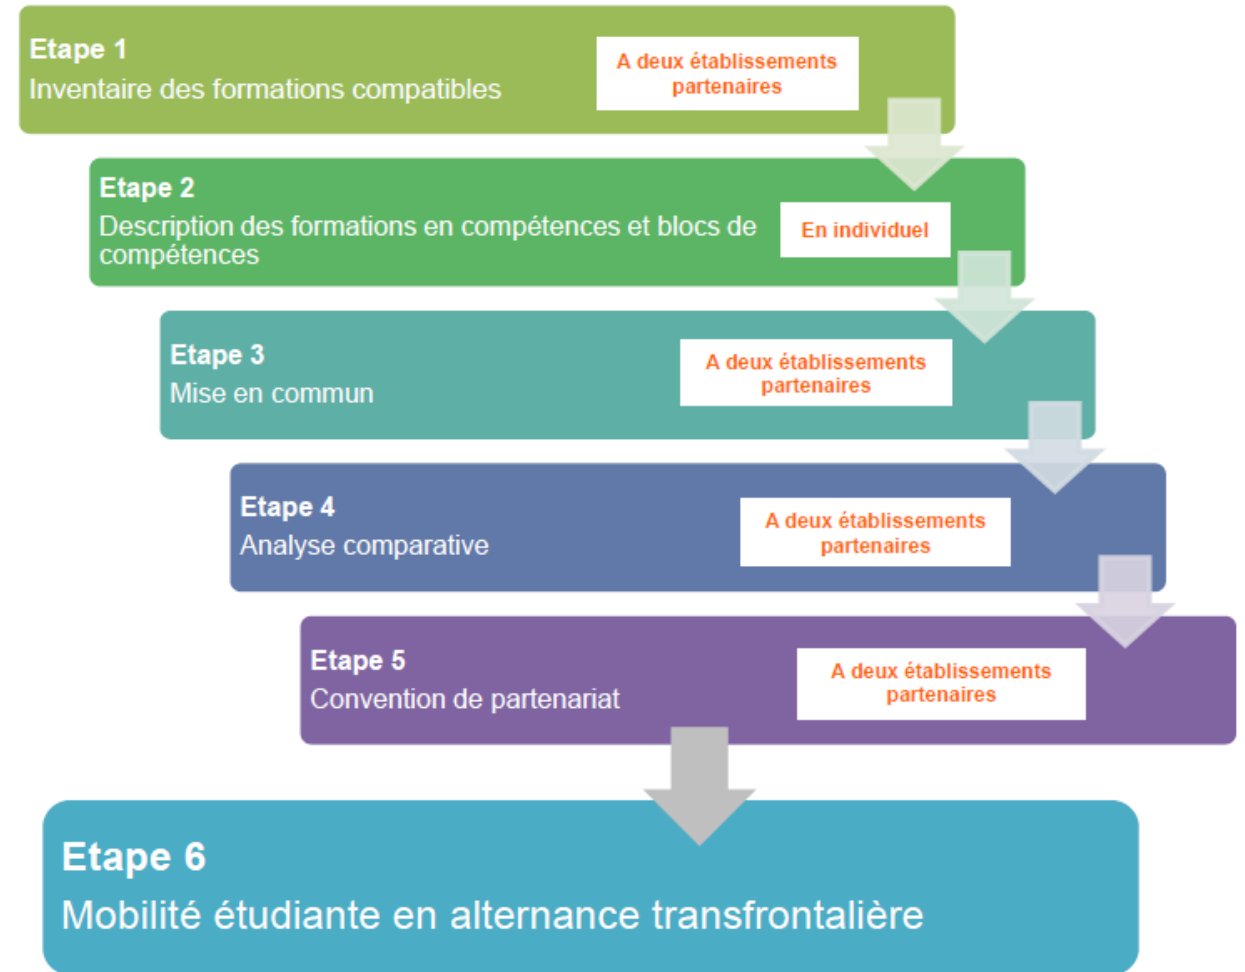 Etape 1
Inventaire des formations compatibles
A deux établissements
partenaires
Etape 2
Description des formations en compétences et blocs de
compétences
En individuel
Etape 3
Mise en commun
A deux établissements
partenaires
Etape 4
Analyse comparative
A deux établissements
partenaires
Etape 5
Convention de partenariat
A deux établissements
partenaires
Etape 6
Mobilité étudiante en alternance transfrontalière